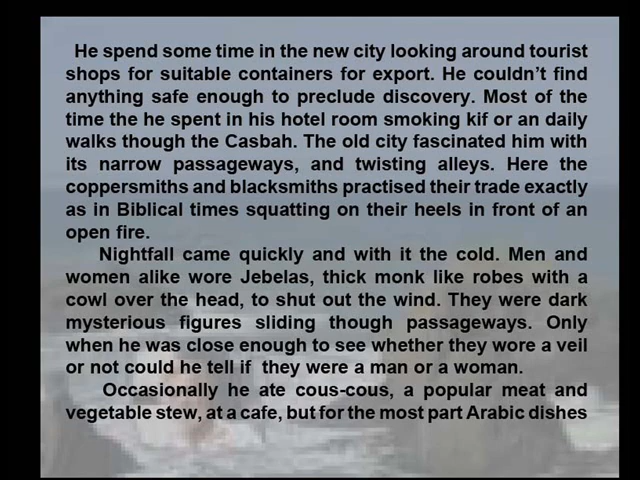 He spend some time in the new city looking around tourist
shops for suitable containers for export. He couldn't find
anything safe enough to preclude discovery. Most of the
time the he spent in his hotel room smoking kif or an daily
walks though the Casbah. The old city fascinated him with
its narrow passageways, and twisting alleys. Here the
coppersmiths and blacksmiths practised their trade exactly
as in Biblical times squatting on their heels in front of an
open fire.
Nightfall came quickly and with it the cold. Men and
women alike wore Jebelas, thick monk like robes with a
cowl over the head, to shut out the wind. They were dark
mysterious figures sliding though passageways. Only
when he was close enough to see whether they wore a veil
or not could he tell if they were a man or a woman.
Occasionally he ate cous-cous, a popular meat and
vegetable stew, at a cafe, but for the most part Arabic dishes